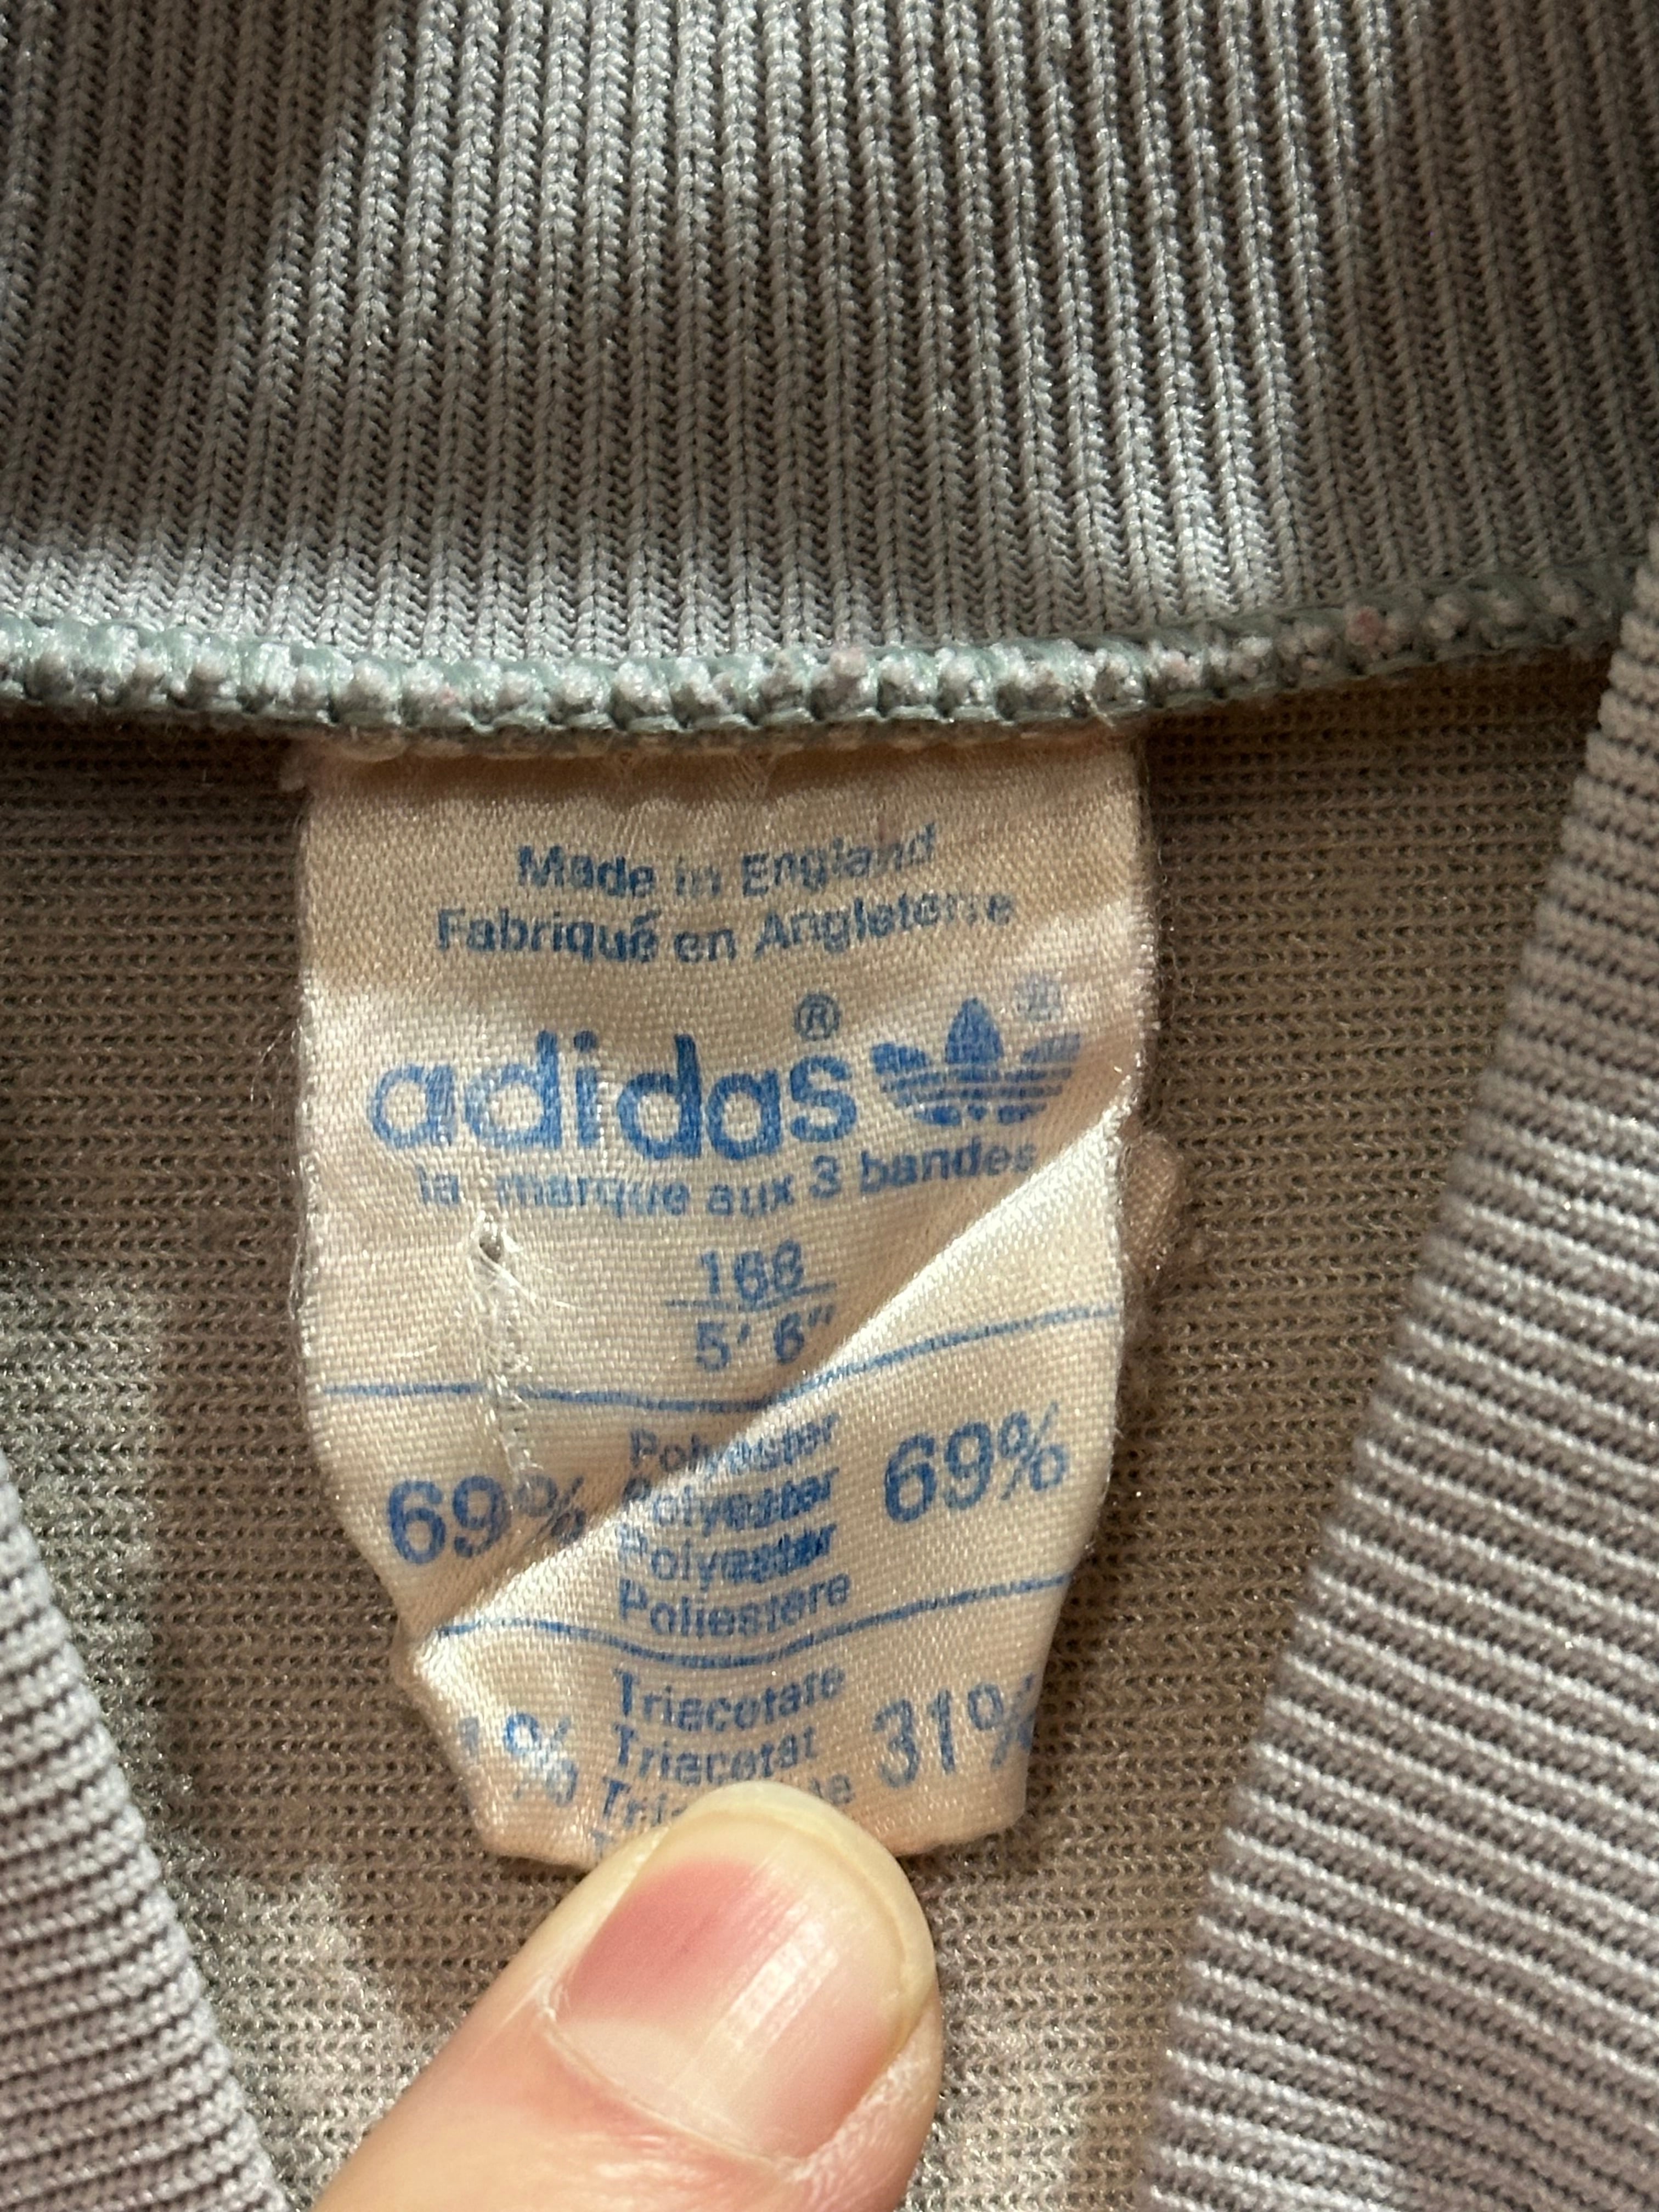 Made in England
Fabriqué en Angleterre
adidas® ®
la marque aux 3 bandes
168
5' 6"
69% Polyester 69%
Polyester
Polyester
Poliestere
Triacetate
% Triacetat 31%